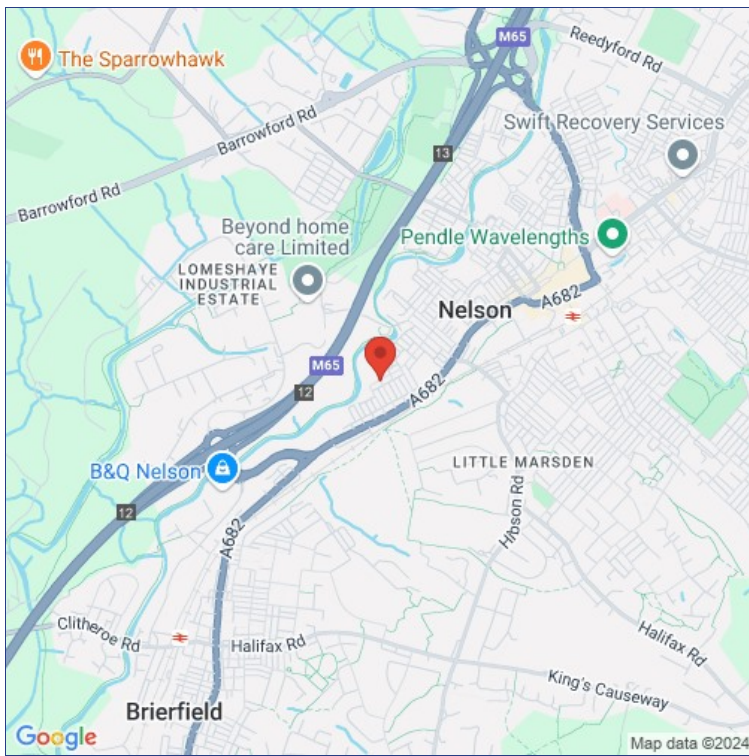 M65
Reedyford Rd
The Sparrowhawk
Barrowford Rd
Swift Recovery Services
13
Barrowford Rd
Beyond home
care Limited
Pendle Wavelengths
LOMESHAYE
INDUSTRIAL
ESTATE
Nelson
A682
M65
12
A682
B&Q Nelson
LITTLE MARSDEN
12
Hibson Rd
A682
Clitheroe Rd
Halifax Rd
Halifax Rd
King's Causeway
Brierfield
Google
Map data ©2024